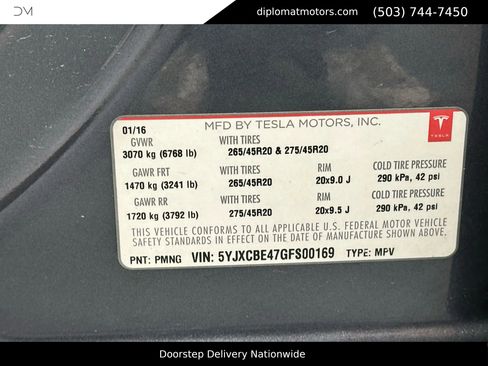 DM
diplomatmotors.com
(503) 744-7450
01/16
MFD BY TESLA MOTORS, INC.
GVWR
WITH TIRES
3070 kg (6768 lb)
265/45R20 & 275/45R20
GAWR FRT
WITH TIRES
RIM
COLD TIRE PRESSURE
1470 kg (3241 lb)
265/45R20
20x9.0 J
290 kPa, 42 psi
GAWR RR
WITH TIRES
RIM
COLD TIRE PRESSURE
1720 kg (3792 lb)
275/45R20
20x9.5 J
290 kPa, 42 psi
THIS VEHICLE CONFORMS TO ALL APPLICABLE U.S. FEDERAL MOTOR VEHICLE
SAFETY STANDARDS IN EFFECT ON THE DATE OF MANUFACTURE SHOWN ABOVE.
PNT: PMNG VIN: 5YJXCBE47GFS00169 TYPE: MPV
TESLA
Doorstep Delivery Nationwide